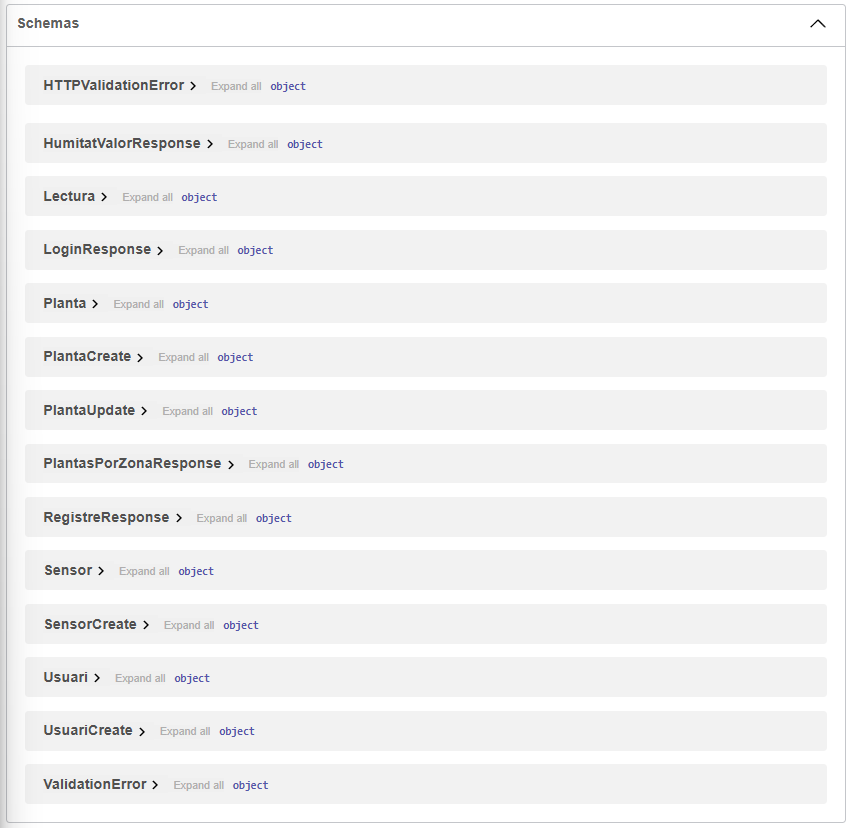 Schemas
HTTPValidationError Expand all object
HumitatValorResponse Expand all object
Lectura Expand all object
LoginResponse Expand all object
Planta Expand all object
PlantaCreate Expand all object
PlantaUpdate Expand all object
PlantasPorZonaResponse Expand all object
RegistreResponse Expand all object
Sensor Expand all object
SensorCreate Expand all object
Usuari Expand all object
UsuariCreate Expand all object
ValidationError Expand all object